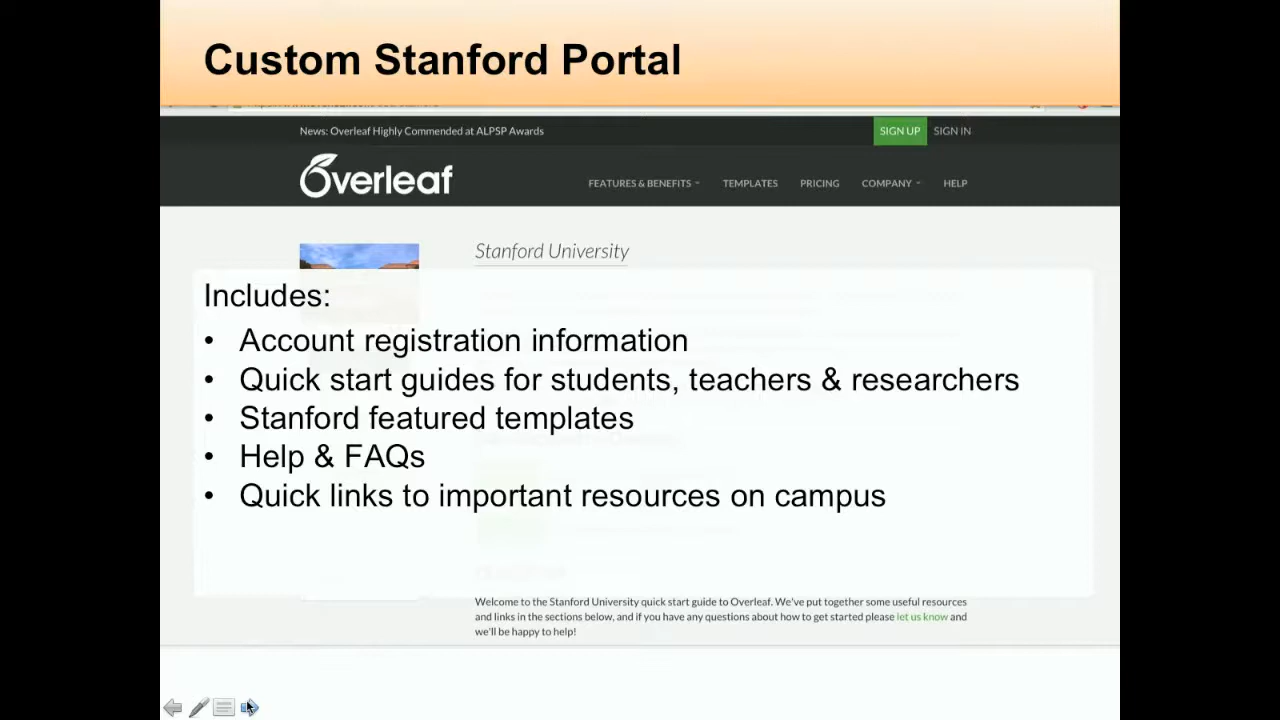 Custom Stanford Portal
News: Overleaf Highly Commended at ALPSP Awards
SIGN UP
SIGN IN
Overleaf
FEATURES & BENEFITS
TEMPLATES
PRICING
COMPANY
HELP
Stanford University
Includes:
• Account registration information
• Quick start guides for students, teachers & researchers
• Stanford featured templates
• Help & FAQs
• Quick links to important resources on campus
Welcome to the Stanford University quick start guide to Overleaf. We've put together some useful resources
and links in the sections below, and if you have any questions about how to get started please let us know and
we'll be happy to help!